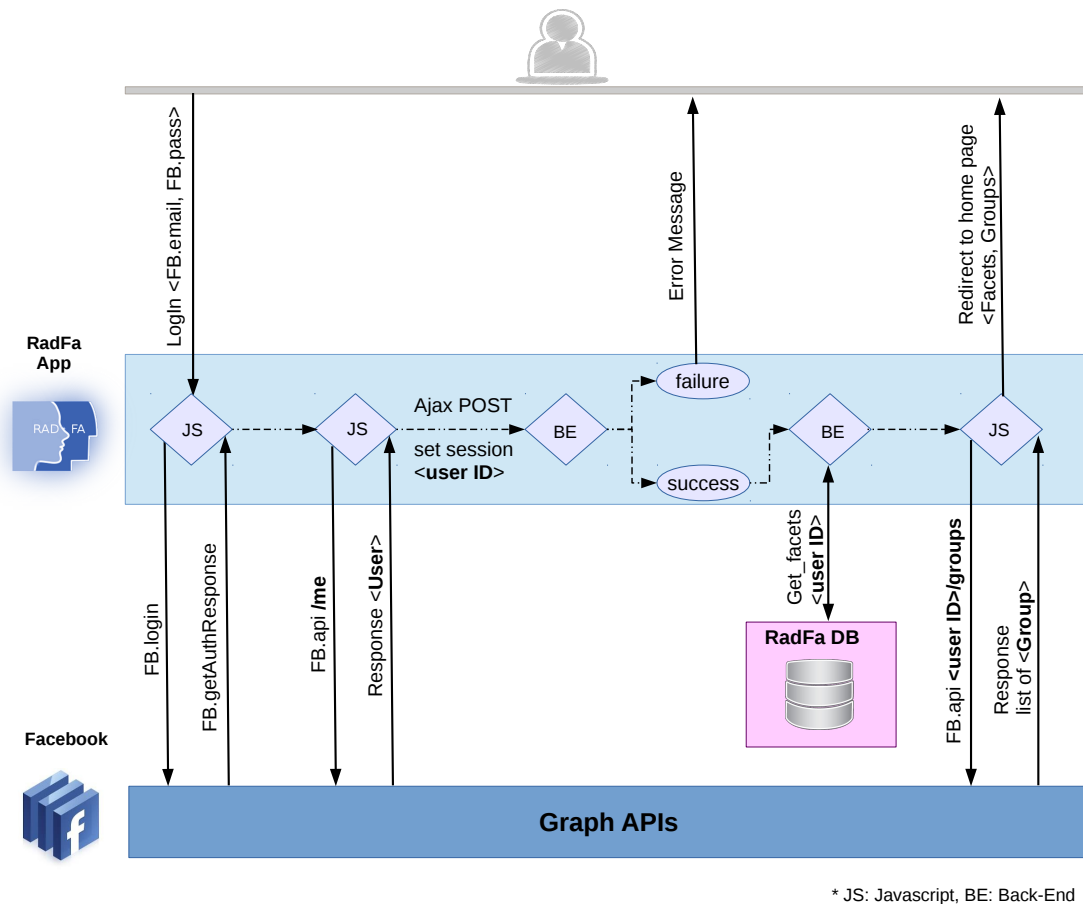 LogIn <FB.email, FB.pass>
Error Message
Redirect to home page
<Facets, Groups>
RadFa
App
RAD FA
JS
JS
Ajax POST
set session
<user ID>
BE
failure
success
BE
JS
FB.login
FB.getAuthResponse
FB.api /me
Response <User>
Get_facets
<user ID>
RadFa DB
FB.api <user ID>/groups
Response
list of <Group>
Facebook
f
Graph APIs
* JS: Javascript, BE: Back-End